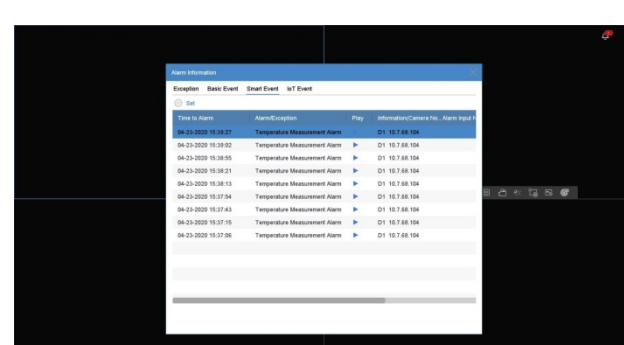 Alarm Information
Exception Basic Event Smart Event IoT Event
Set
Time to Alarm Alarm/Exception Play Information(Camera No., Alarm Input N
04-23-2020 15:39:27 Temperature Measurement Alarm D1 10.7.68.104
04-23-2020 15:39:02 Temperature Measurement Alarm D1 10.7.68.104
04-23-2020 15:38:55 Temperature Measurement Alarm D1 10.7.68.104
04-23-2020 15:38:21 Temperature Measurement Alarm D1 10.7.68.104
04-23-2020 15:38:13 Temperature Measurement Alarm D1 10.7.68.104
04-23-2020 15:37:54 Temperature Measurement Alarm D1 10.7.68.104
04-23-2020 15:37:43 Temperature Measurement Alarm D1 10.7.68.104
04-23-2020 15:37:15 Temperature Measurement Alarm D1 10.7.68.104
04-23-2020 15:37:06 Temperature Measurement Alarm D1 10.7.68.104